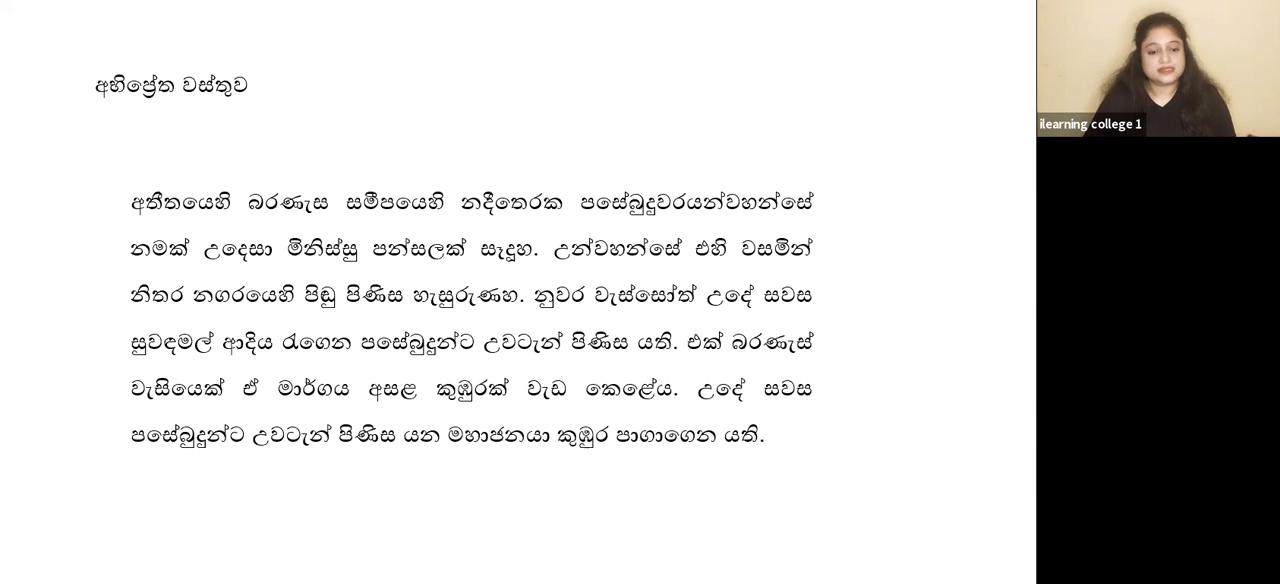 අභිප්‍රේත වස්තුව
අතීතයෙහි බරණැස සමීපයෙහි නදීතෙරක පසේබුදුවරයන්වහන්සේ
නමක් උදෙසා මිනිස්සු පන්සලක් සෑදූහ. උන්වහන්සේ එහි වසමින්
නිතර නගරයෙහි පිඬු පිණිස හැසුරුණහ. නුවර වැස්සෝත් උදේ සවස
සුවඳමල් ආදිය රැගෙන පසේබුදුන්ට උවටැන් පිණිස යති. එක් බරණැස්
වැසියෙක් ඒ මාර්ගය අසළ කුඹුරක් වැඩ කෙළේය. උදේ සවස
පසේබුදුන්ට උවටැන් පිණිස යන මහාජනයා කුඹුර පාගාගෙන යති.
ilearning college 1